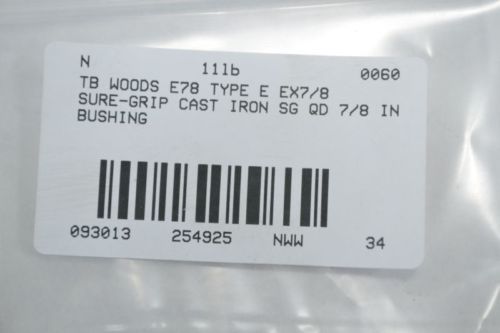 N 11lb 0060
TB WOODS E78 TYPE E EX7/8
SURE-GRIP CAST IRON SG QD 7/8 IN
BUSHING
093013 254925 NWW 34